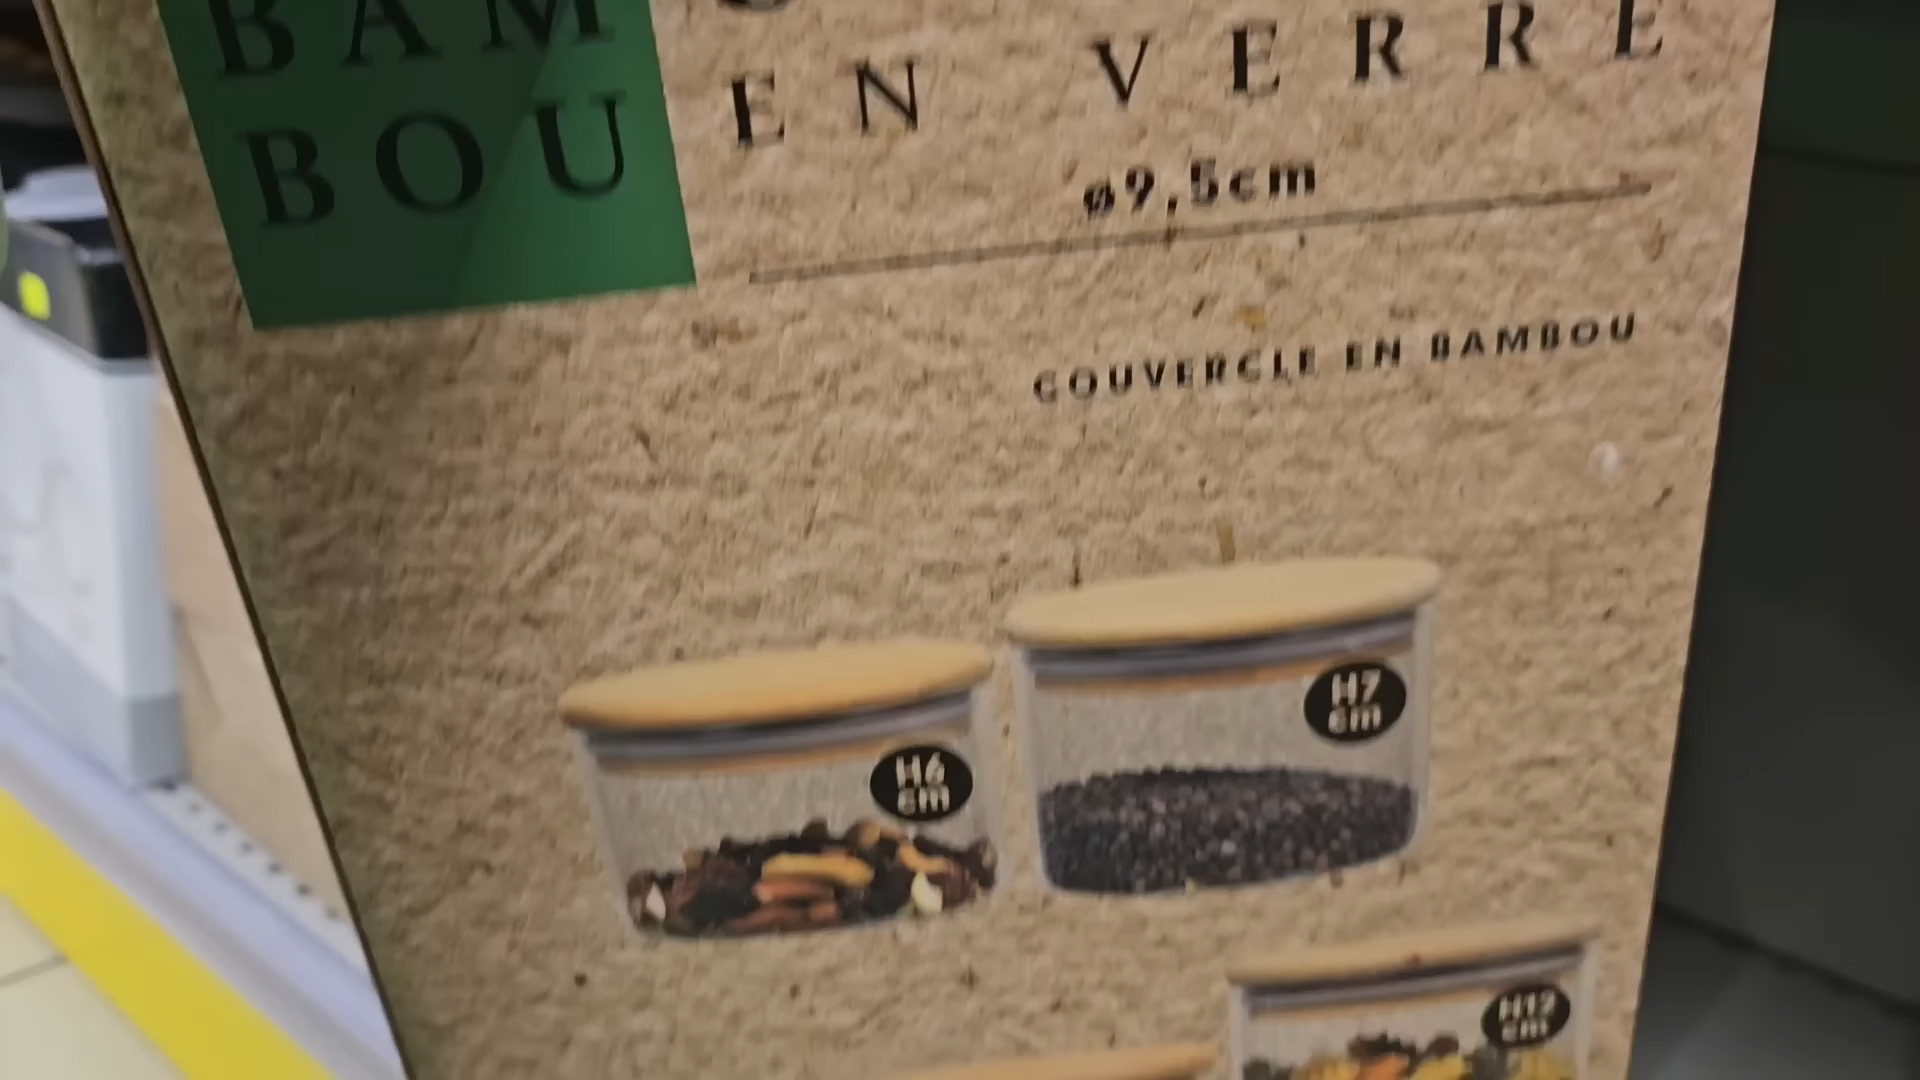 BAM
BOU
EN VERRE
ø9,5cm
COUVERCLE EN BAMBOU
H7
cm
H6
cm
H12
cm